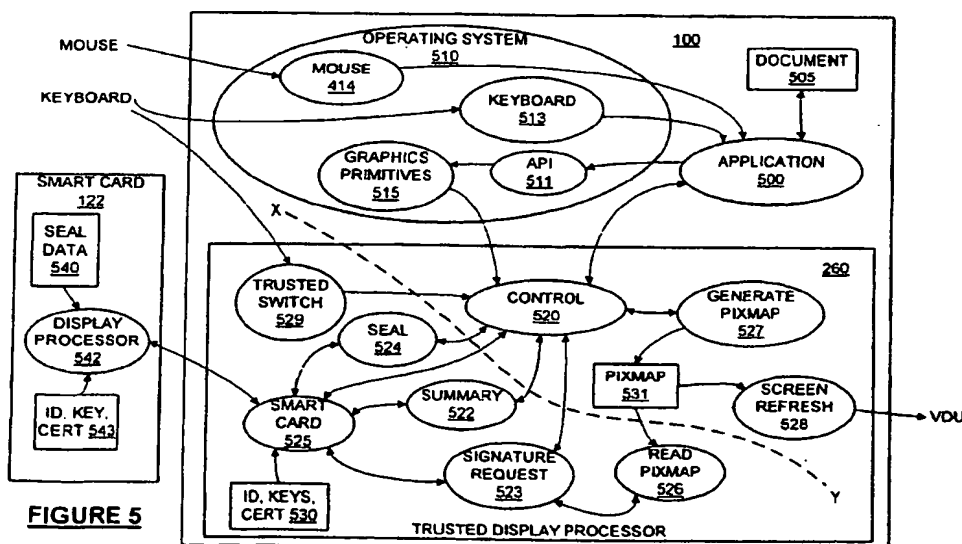 OPERATING SYSTEM
510
100
MOUSE
MOUSE
414
DOCUMENT
505
KEYBOARD
KEYBOARD
513
GRAPHICS
PRIMITIVES
515
API
511
APPLICATION
500
SMART CARD
122
SEAL
DATA
540
X
260
TRUSTED
SWITCH
529
CONTROL
520
GENERATE
PIXMAP
527
DISPLAY
PROCESSOR
542
SEAL
524
PIXMAP
531
SCREEN
REFRESH
528
VDU
SUMMARY
522
ID, KEY,
CERT 543
SMART
CARD
525
SIGNATURE
REQUEST
523
READ
PIXMAP
526
Y
ID, KEYS,
CERT 530
FIGURE 5
TRUSTED DISPLAY PROCESSOR